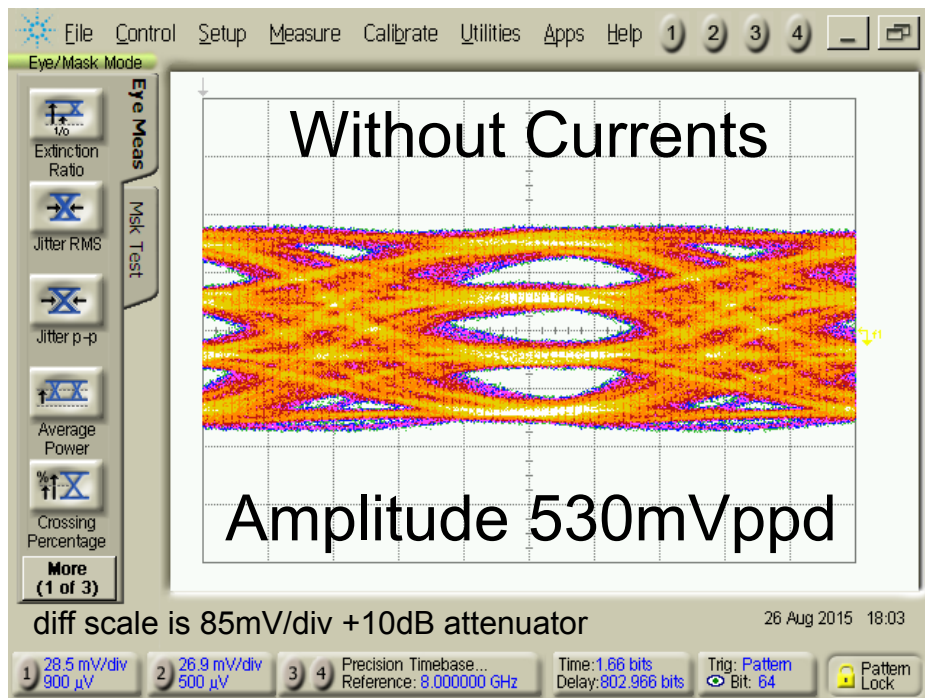 File Control Setup Measure Calibrate Utilities Apps Help 1 2 3 4
Eye/Mask Mode
Eye Meas
Msk Test
1/0
Extinction
Ratio
Jitter RMS
Jitter p-p
Average
Power
%
Crossing
Percentage
More
(1 of 3)
Without Currents
f1
Amplitude 530mVppd
diff scale is 85mV/div +10dB attenuator
26 Aug 2015 18:03
1 28.5 mV/div
900 µV
2 26.9 mV/div
500 µV
3 4 Precision Timebase...
Reference: 8.000000 GHz
Time:1.66 bits
Delay:802.966 bits
Trig: Pattern
Bit: 64
Pattern
Lock